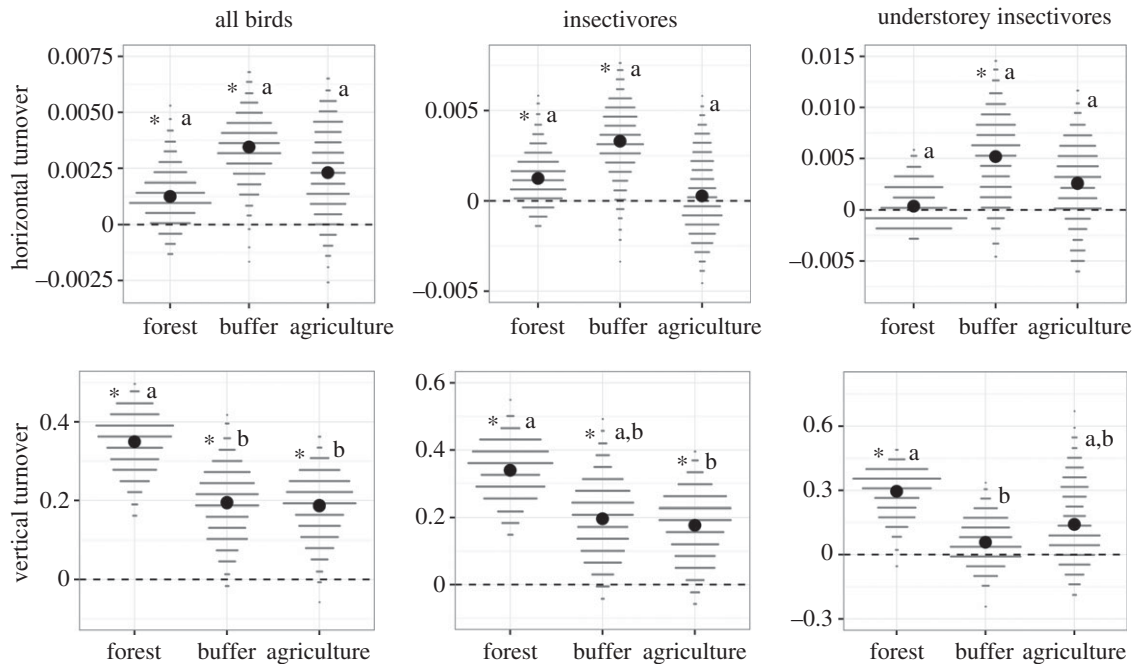 all birds
insectivores
understorey insectivores
horizontal turnover
0.0075
0.0050
0.0025
0
−0.0025
* a
* a
a
forest buffer agriculture
0.005
0
−0.005
* a
* a
a
forest buffer agriculture
0.015
0.010
0.005
0
−0.005
a
* a
a
forest buffer agriculture
vertical turnover
0.4
0.2
0
* a
* b
* b
forest buffer agriculture
0.6
0.4
0.2
0
* a
* a,b
* b
forest buffer agriculture
0.6
0.3
0
−0.3
* a
b
a,b
forest buffer agriculture